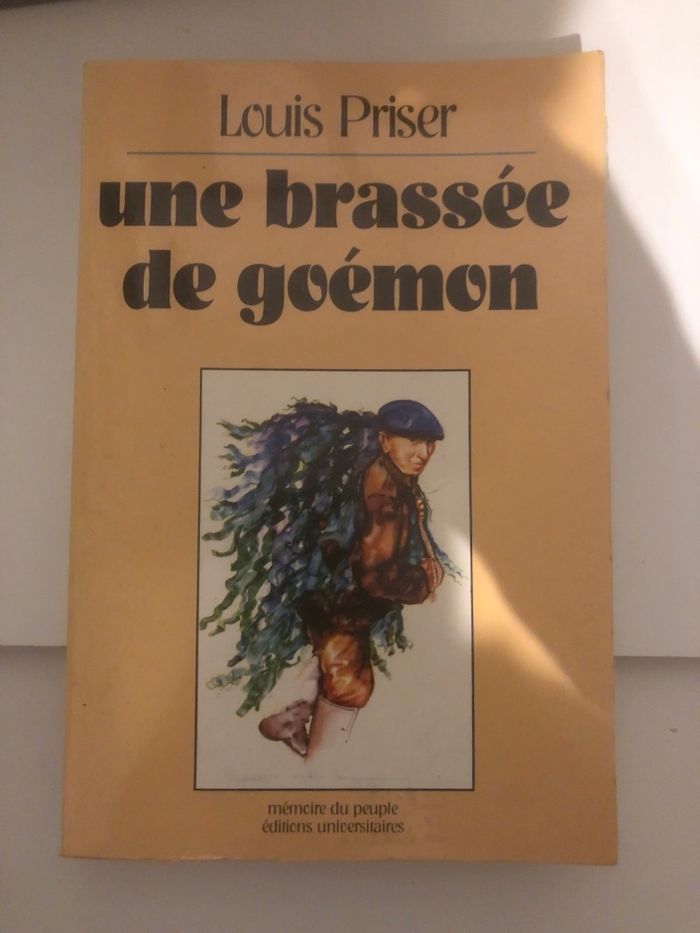 Louis Priser
une brassée
de goémon
mémoire du peuple
éditions universitaires